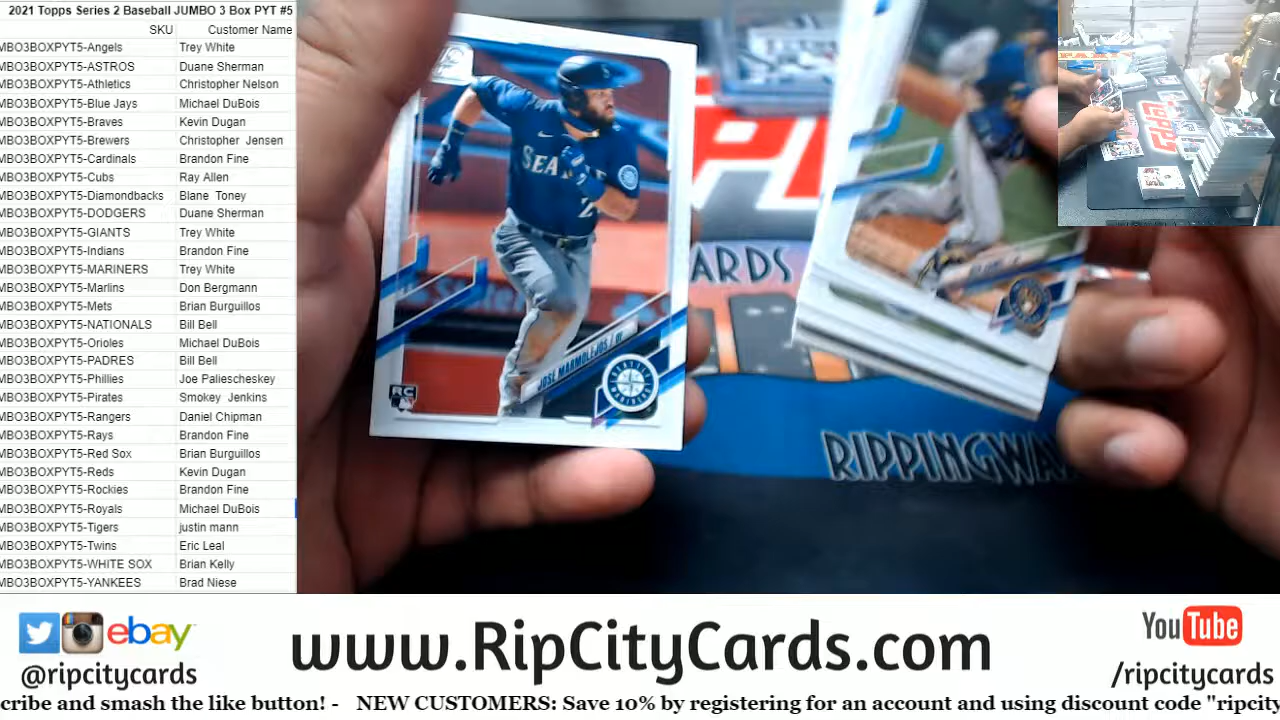 2021 Topps Series 2 Baseball JUMBO 3 Box PYT #5
SKU Customer Name
MBO3BOXPYT5-Angels Trey White
MBO3BOXPYT5-ASTROS Duane Sherman
MBO3BOXPYT5-Athletics Christopher Nelson
MBO3BOXPYT5-Blue Jays Michael DuBois
MBO3BOXPYT5-Braves Kevin Dugan
MBO3BOXPYT5-Brewers Christopher Jensen
MBO3BOXPYT5-Cardinals Brandon Fine
MBO3BOXPYT5-Cubs Ray Allen
MBO3BOXPYT5-Diamondbacks Blane Toney
MBO3BOXPYT5-DODGERS Duane Sherman
MBO3BOXPYT5-GIANTS Trey White
MBO3BOXPYT5-Indians Brandon Fine
MBO3BOXPYT5-MARINERS Trey White
MBO3BOXPYT5-Marlins Don Bergmann
MBO3BOXPYT5-Mets Brian Burguillos
MBO3BOXPYT5-NATIONALS Bill Bell
MBO3BOXPYT5-Orioles Michael DuBois
MBO3BOXPYT5-PADRES Bill Bell
MBO3BOXPYT5-Phillies Joe Paliescheskey
MBO3BOXPYT5-Pirates Smokey Jenkins
MBO3BOXPYT5-Rangers Daniel Chipman
MBO3BOXPYT5-Rays Brandon Fine
MBO3BOXPYT5-Red Sox Brian Burguillos
MBO3BOXPYT5-Reds Kevin Dugan
MBO3BOXPYT5-Rockies Brandon Fine
MBO3BOXPYT5-Royals Michael DuBois
MBO3BOXPYT5-Tigers justin mann
MBO3BOXPYT5-Twins Eric Leal
MBO3BOXPYT5-WHITE SOX Brian Kelly
MBO3BOXPYT5-YANKEES Brad Niese
SEA
JOSÉ MARMOLEJOS / IF
RC
ARDS
RIPPINGWA
TOPPS
ebay
@ripcitycards
www.RipCityCards.com
YouTube
/ripcitycards
cribe and smash the like button! - NEW CUSTOMERS: Save 10% by registering for an account and using discount code "ripcity